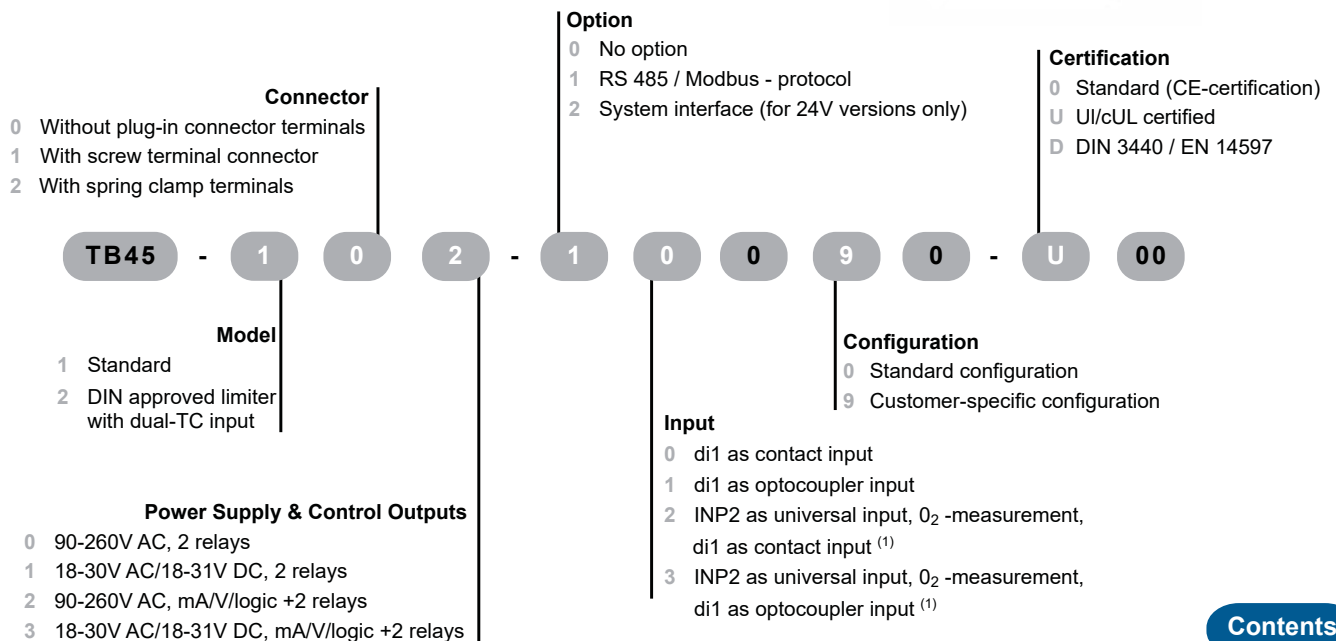 Option
0 No option
1 RS 485 / Modbus - protocol
2 System interface (for 24V versions only)
Certification
0 Standard (CE-certification)
U Ul/cUL certified
D DIN 3440 / EN 14597
Connector
0 Without plug-in connector terminals
1 With screw terminal connector
2 With spring clamp terminals
TB45 - 1 0 2 - 1 0 0 9 0 - U 00
Model
1 Standard
2 DIN approved limiter
with dual-TC input
Configuration
0 Standard configuration
9 Customer-specific configuration
Input
0 di1 as contact input
1 di1 as optocoupler input
2 INP2 as universal input, 0₂ -measurement,
di1 as contact input ⁽¹⁾
3 INP2 as universal input, 0₂ -measurement,
di1 as optocoupler input ⁽¹⁾
Power Supply & Control Outputs
0 90-260V AC, 2 relays
1 18-30V AC/18-31V DC, 2 relays
2 90-260V AC, mA/V/logic +2 relays
3 18-30V AC/18-31V DC, mA/V/logic +2 relays
Contents